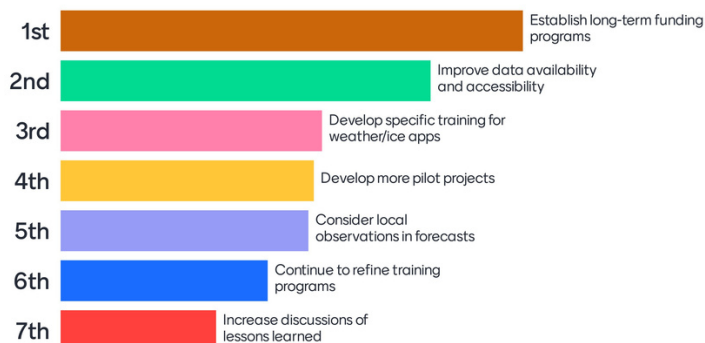 1st
Establish long-term funding
programs
2nd
Improve data availability
and accessibility
3rd
Develop specific training for
weather/ice apps
4th
Develop more pilot projects
5th
Consider local
observations in forecasts
6th
Continue to refine training
programs
7th
Increase discussions of
lessons learned